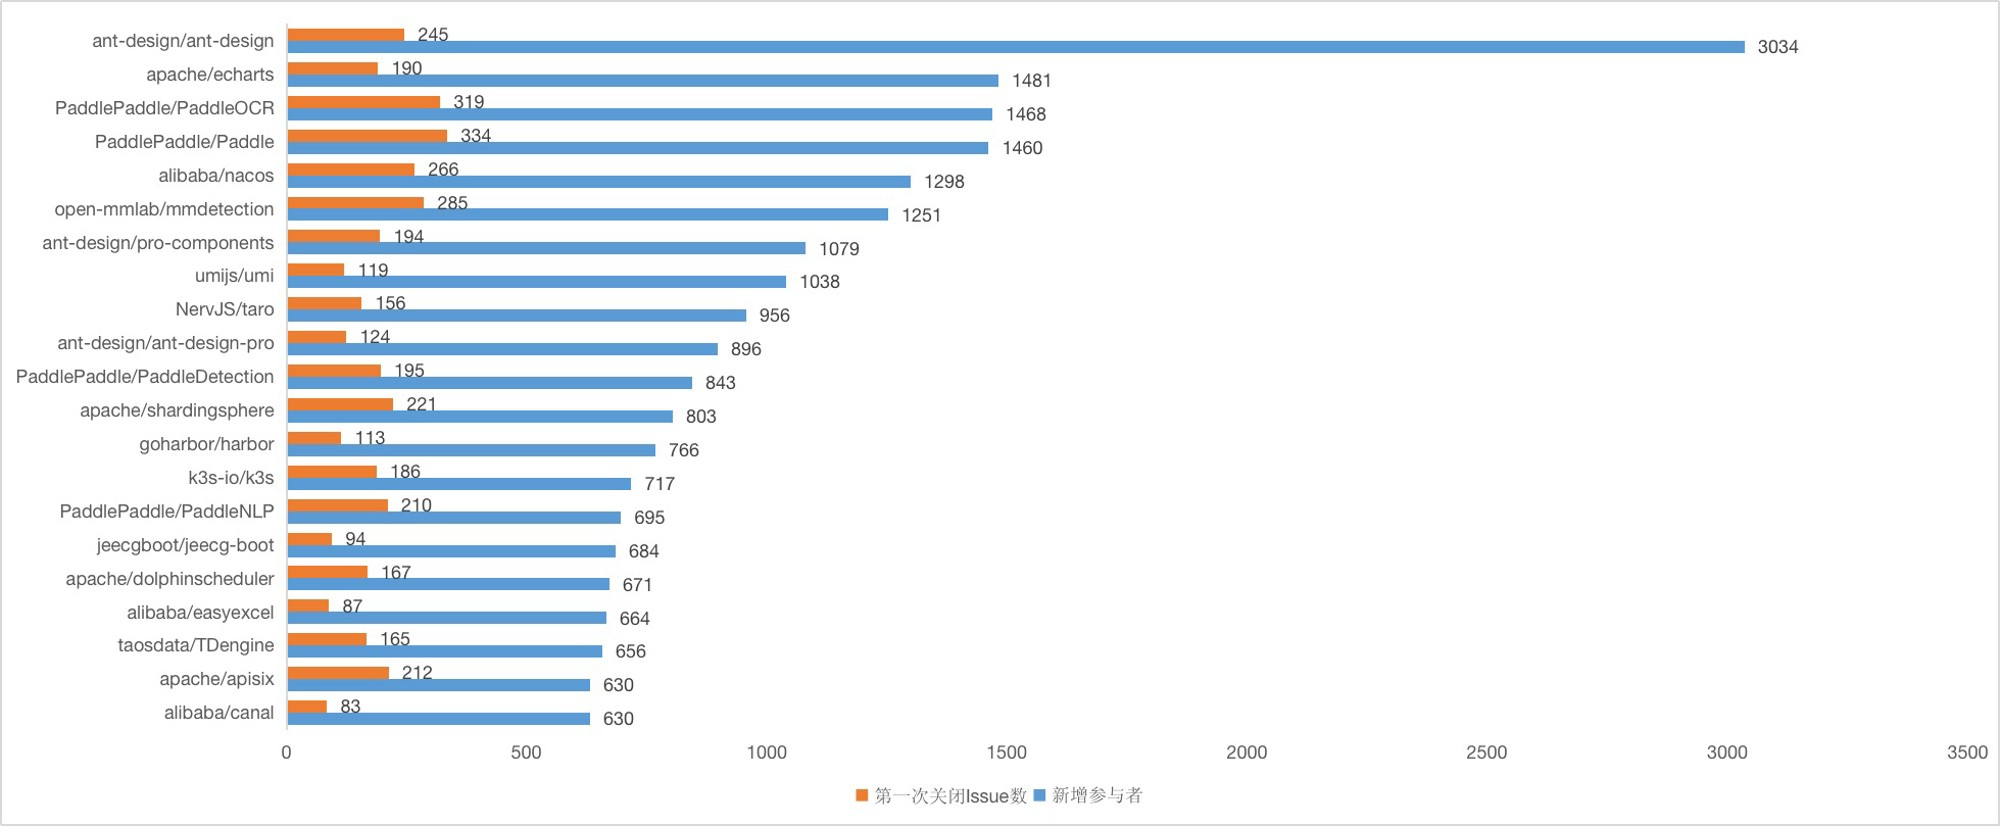 ant-design/ant-design 245 3034
apache/echarts 190 1481
PaddlePaddle/PaddleOCR 319 1468
PaddlePaddle/Paddle 334 1460
alibaba/nacos 266 1298
open-mmlab/mmdetection 285 1251
ant-design/pro-components 194 1079
umijs/umi 119 1038
NervJS/taro 156 956
ant-design/ant-design-pro 124 896
PaddlePaddle/PaddleDetection 195 843
apache/shardingsphere 221 803
goharbor/harbor 113 766
k3s-io/k3s 186 717
PaddlePaddle/PaddleNLP 210 695
jeecgboot/jeecg-boot 94 684
apache/dolphinscheduler 167 671
alibaba/easyexcel 87 664
taosdata/TDengine 165 656
apache/apisix 212 630
alibaba/canal 83 630
0 500 1000 1500 2000 2500 3000 3500
第一次关闭Issue数 新增参与者